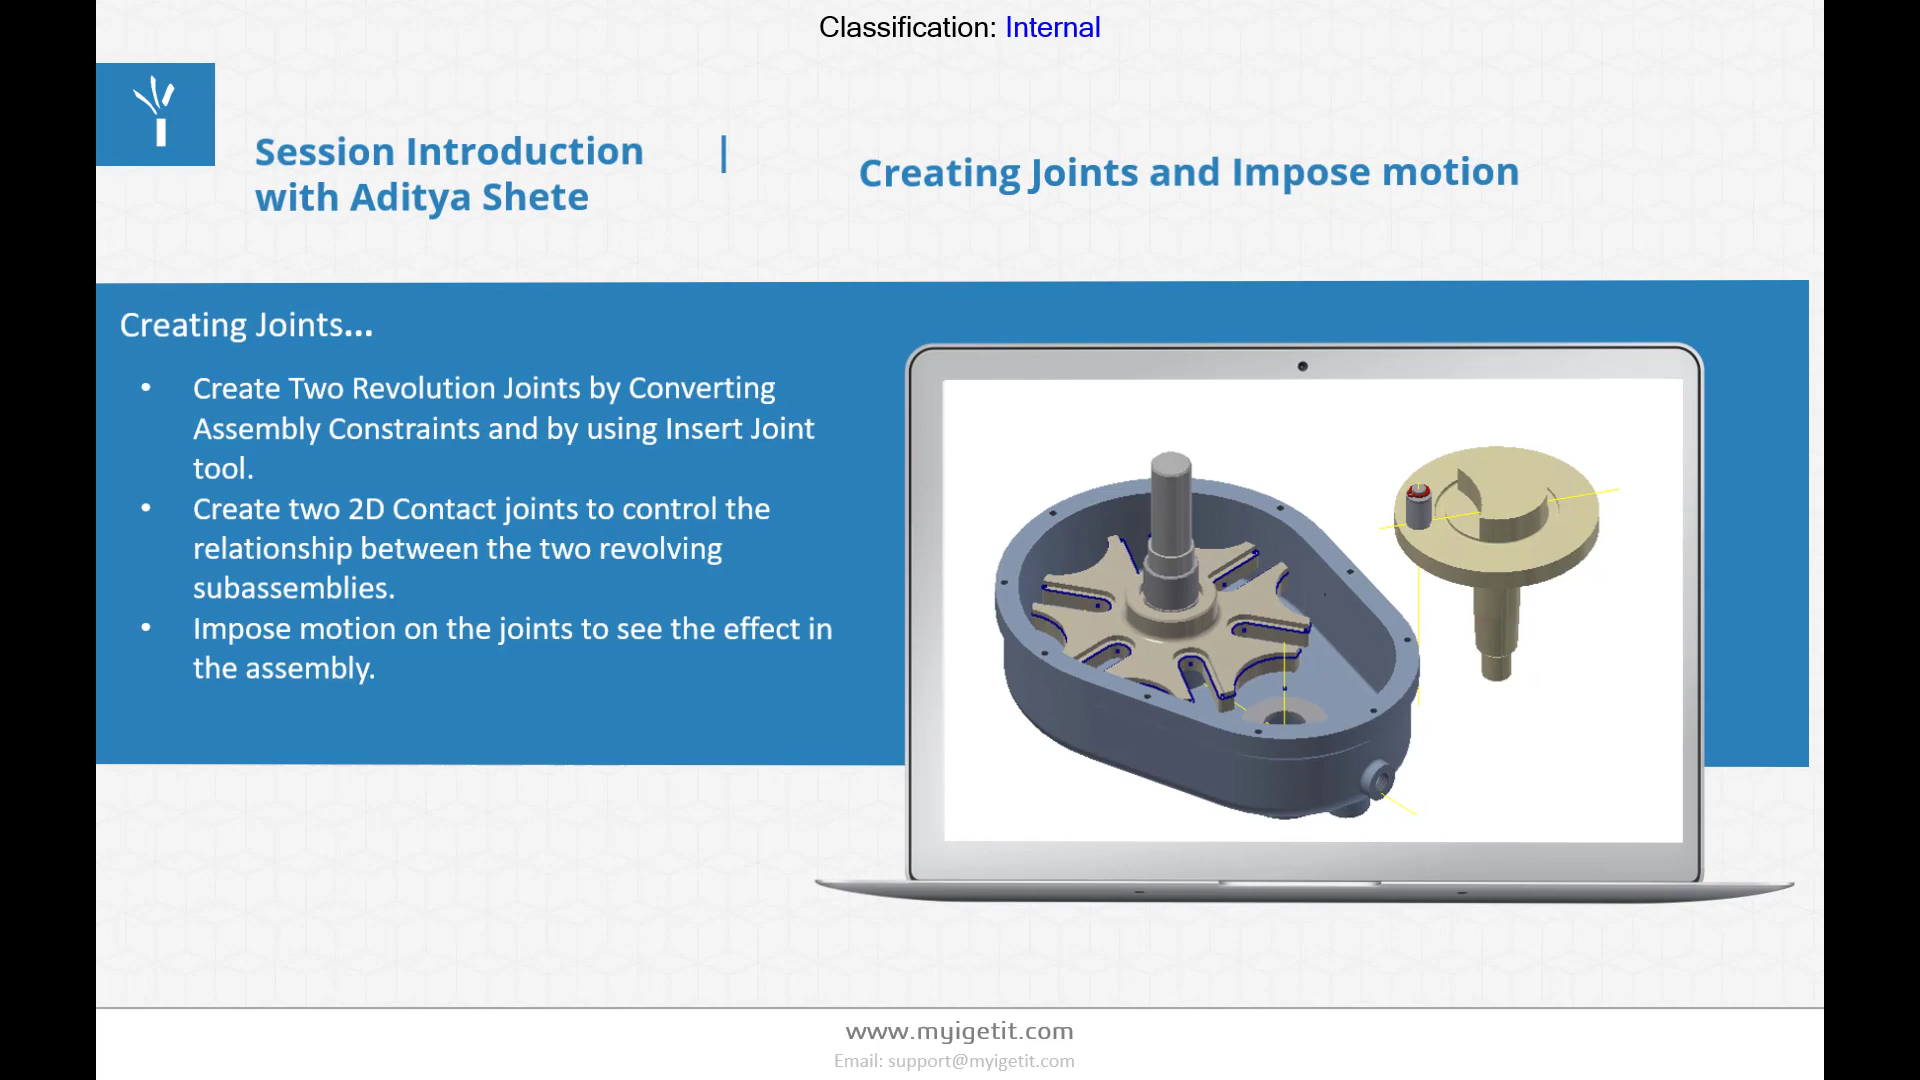 Classification: Internal
Session Introduction |
with Aditya Shete
Creating Joints and Impose motion
Creating Joints...
• Create Two Revolution Joints by Converting
Assembly Constraints and by using Insert Joint
tool.
• Create two 2D Contact joints to control the
relationship between the two revolving
subassemblies.
• Impose motion on the joints to see the effect in
the assembly.
www.myigetit.com
Email: support@myigetit.com